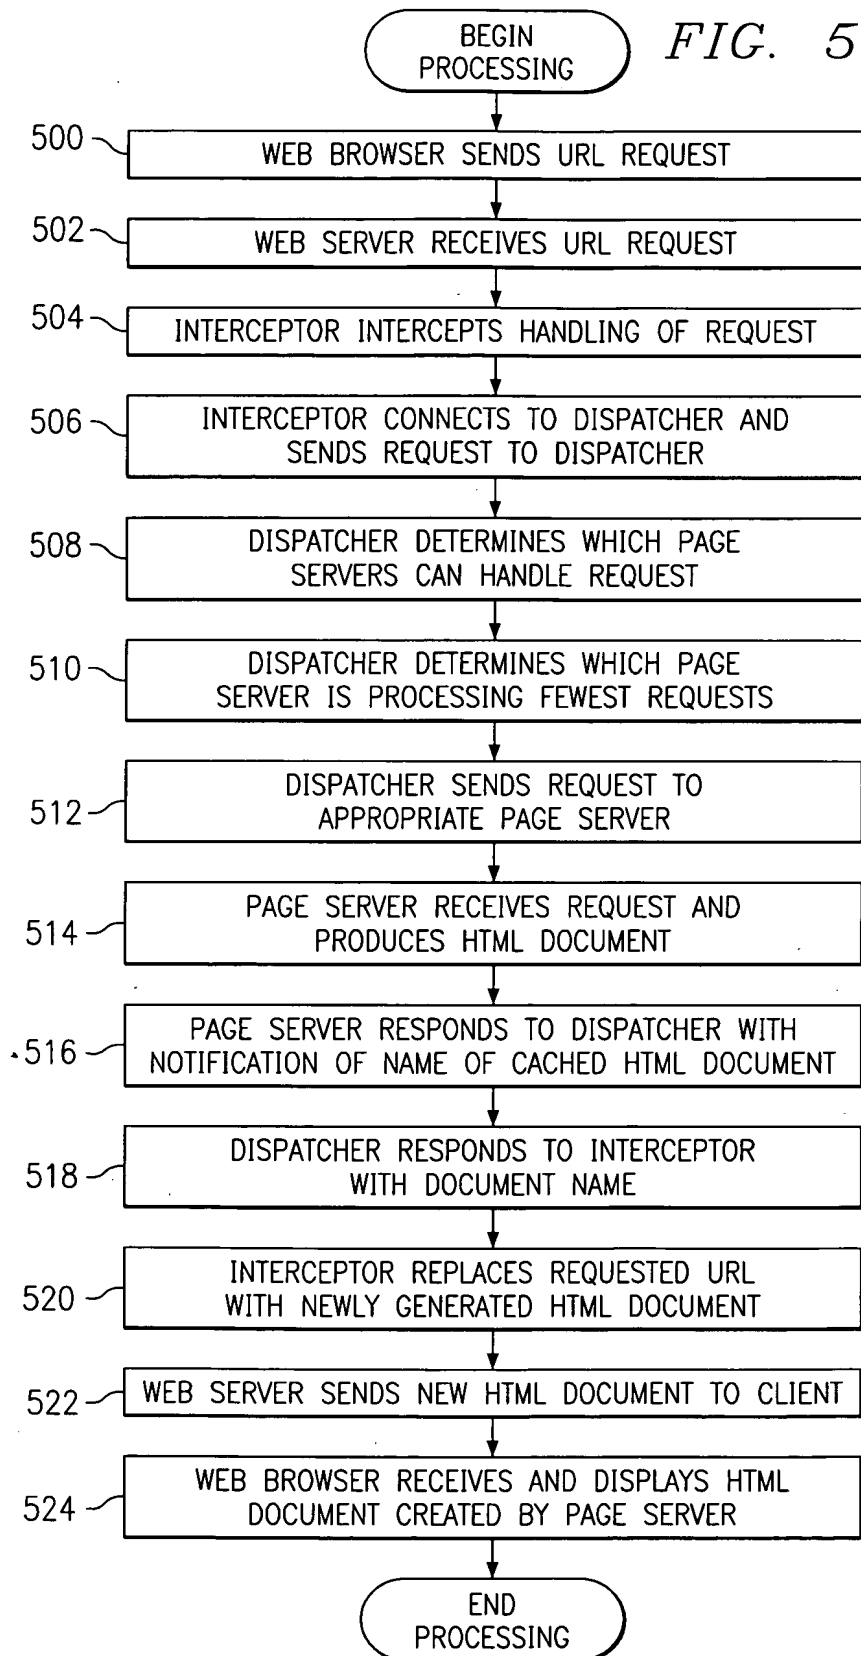 BEGIN
PROCESSING
FIG. 5
500
WEB BROWSER SENDS URL REQUEST
502
WEB SERVER RECEIVES URL REQUEST
504
INTERCEPTOR INTERCEPTS HANDLING OF REQUEST
506
INTERCEPTOR CONNECTS TO DISPATCHER AND
SENDS REQUEST TO DISPATCHER
508
DISPATCHER DETERMINES WHICH PAGE
SERVERS CAN HANDLE REQUEST
510
DISPATCHER DETERMINES WHICH PAGE
SERVER IS PROCESSING FEWEST REQUESTS
512
DISPATCHER SENDS REQUEST TO
APPROPRIATE PAGE SERVER
514
PAGE SERVER RECEIVES REQUEST AND
PRODUCES HTML DOCUMENT
516
PAGE SERVER RESPONDS TO DISPATCHER WITH
NOTIFICATION OF NAME OF CACHED HTML DOCUMENT
518
DISPATCHER RESPONDS TO INTERCEPTOR
WITH DOCUMENT NAME
520
INTERCEPTOR REPLACES REQUESTED URL
WITH NEWLY GENERATED HTML DOCUMENT
522
WEB SERVER SENDS NEW HTML DOCUMENT TO CLIENT
524
WEB BROWSER RECEIVES AND DISPLAYS HTML
DOCUMENT CREATED BY PAGE SERVER
END
PROCESSING